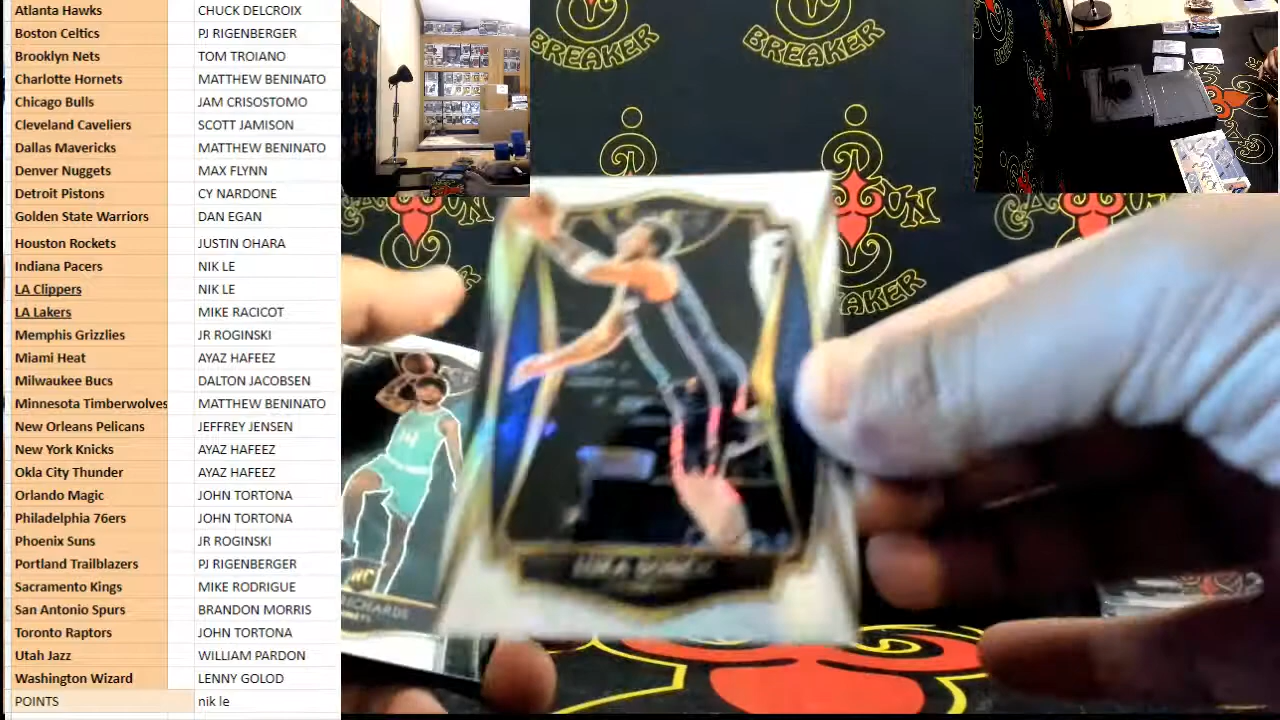 Atlanta Hawks CHUCK DELCROIX
Boston Celtics PJ RIGENBERGER
Brooklyn Nets TOM TROIANO
Charlotte Hornets MATTHEW BENINATO
Chicago Bulls JAM CRISOSTOMO
Cleveland Caveliers SCOTT JAMISON
Dallas Mavericks MATTHEW BENINATO
Denver Nuggets MAX FLYNN
Detroit Pistons CY NARDONE
Golden State Warriors DAN EGAN
Houston Rockets JUSTIN OHARA
Indiana Pacers NIK LE
LA Clippers NIK LE
LA Lakers MIKE RACICOT
Memphis Grizzlies JR ROGINSKI
Miami Heat AYAZ HAFEEZ
Milwaukee Bucs DALTON JACOBSEN
Minnesota Timberwolves MATTHEW BENINATO
New Orleans Pelicans JEFFREY JENSEN
New York Knicks AYAZ HAFEEZ
Okla City Thunder AYAZ HAFEEZ
Orlando Magic JOHN TORTONA
Philadelphia 76ers JOHN TORTONA
Phoenix Suns JR ROGINSKI
Portland Trailblazers PJ RIGENBERGER
Sacramento Kings MIKE RODRIGUE
San Antonio Spurs BRANDON MORRIS
Toronto Raptors JOHN TORTONA
Utah Jazz WILLIAM PARDON
Washington Wizard LENNY GOLOD
POINTS nik le
BREAKER
BREAKER
RC